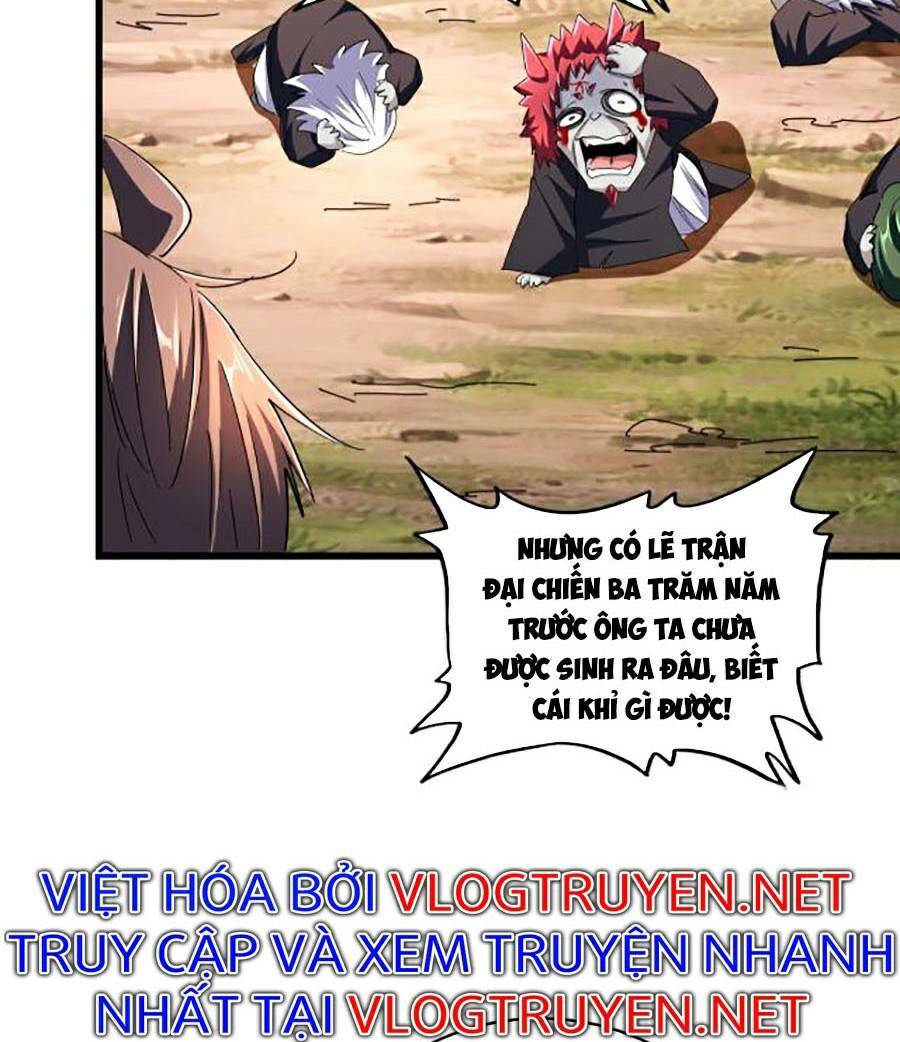 NHƯNG CÓ LẼ TRẬN
ĐẠI CHIẾN BA TRĂM NĂM
TRƯỚC ÔNG TA CHƯA
ĐƯỢC SINH RA ĐÂU, BIẾT
CÁI KHỈ GÌ ĐƯỢC!
VIỆT HÓA BỞI VLOGTRUYEN.NET
TRUY CẬP VÀ XEM TRUYỆN NHANH
NHẤT TẠI VLOGTRUYEN.NET